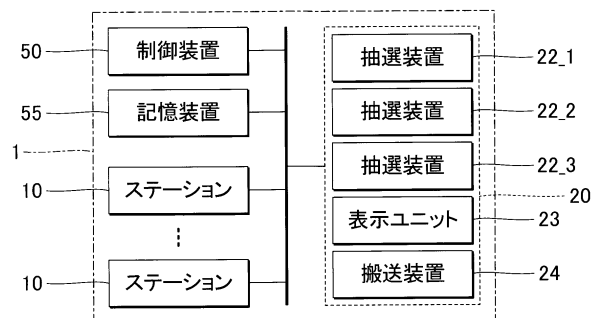 50
制御装置
55
記憶装置
1
10
ステーション
10
ステーション
抽選装置
22_1
抽選装置
22_2
抽選装置
22_3
20
表示ユニット
23
搬送装置
24